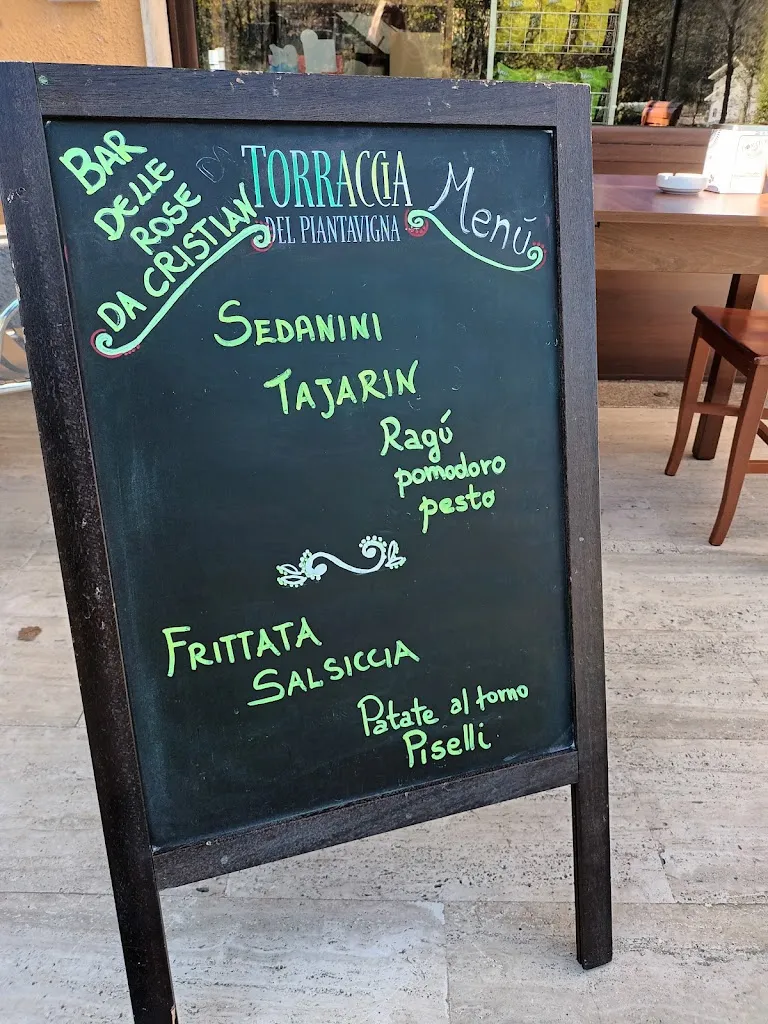 BAR
DELLE
ROSE
DA CRISTIAN
TORRACCIA
DEL PIANTAVIGNA
Menú
SEDANINI
TAJARIN
Ragú
pomodoro
pesto
FRITTATA
SALSICCIA
Patate al forno
Piselli